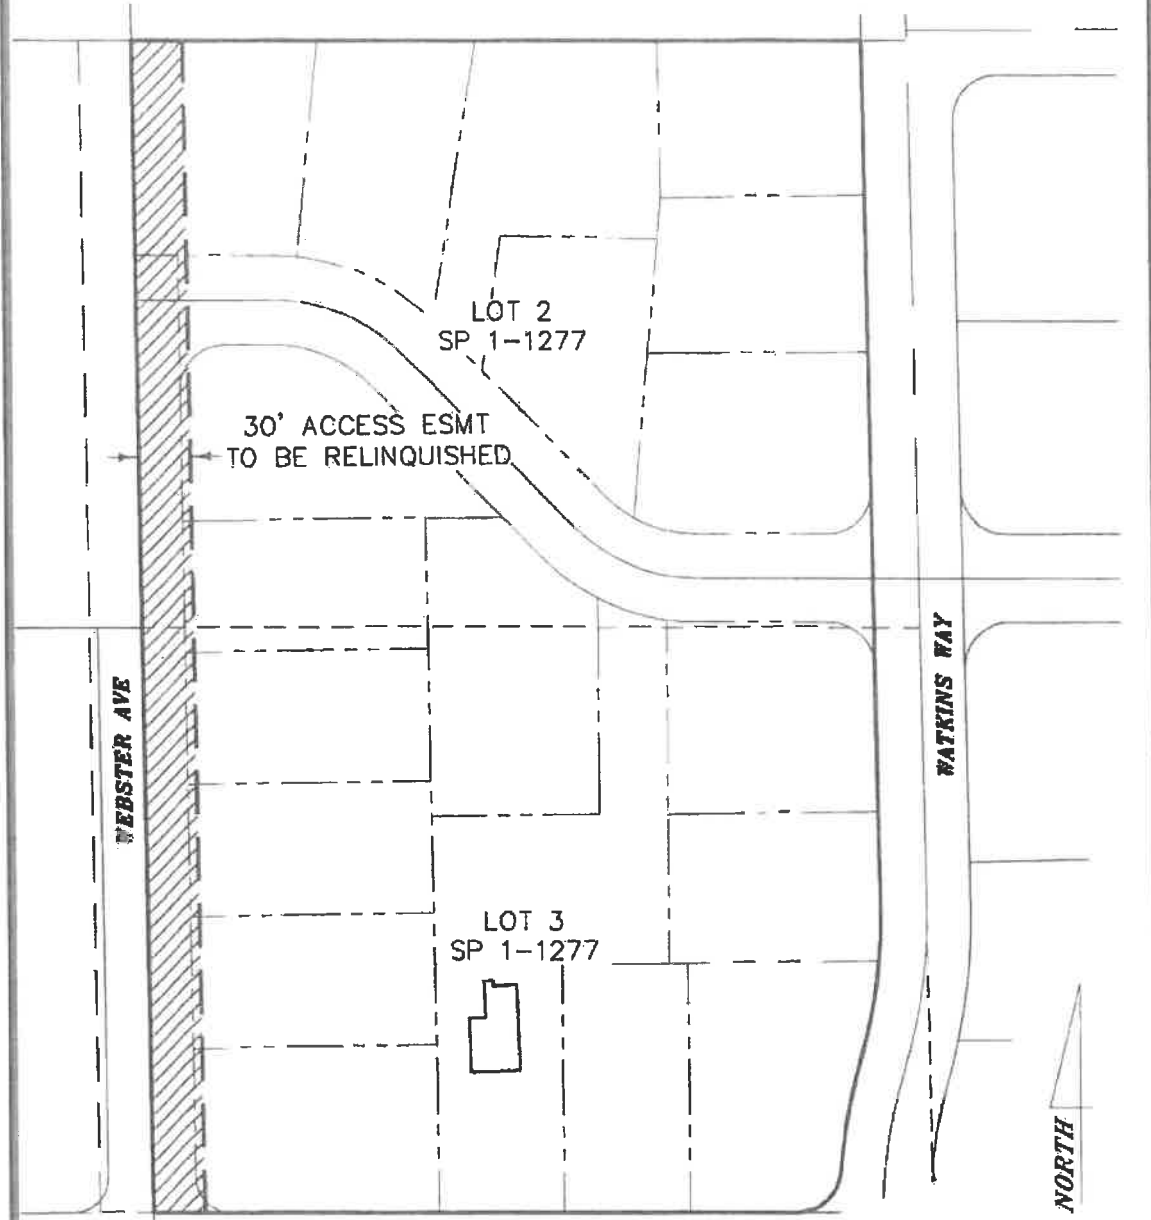 LOT 2
SP 1-1277
30' ACCESS ESMT
TO BE RELINQUISHED
WATKINS WAY
WEBSTER AVE
LOT 3
SP 1-1277
NORTH